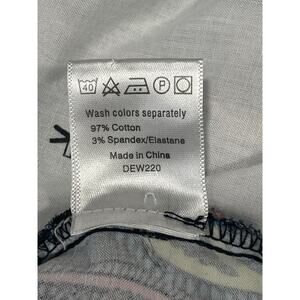 40 P
Wash colors separately
97% Cotton
3% Spandex/Elastane
Made in China
DEW220